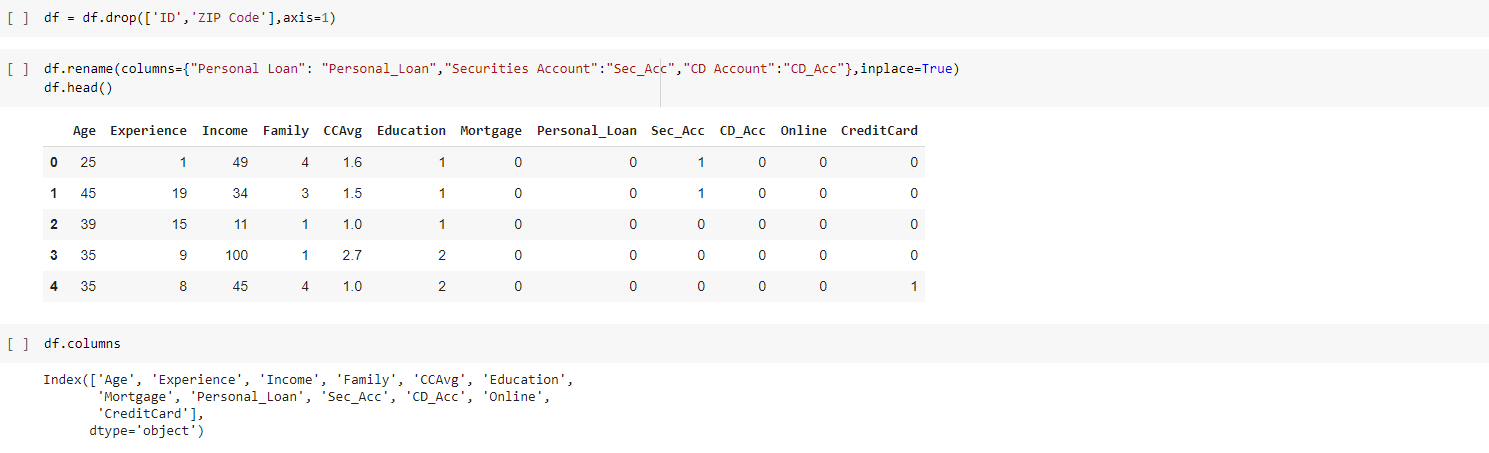 [ ] df = df.drop(['ID','ZIP Code'],axis=1)
[ ] df.rename(columns={"Personal Loan": "Personal_Loan","Securities Account":"Sec_Acc","CD Account":"CD_Acc"},inplace=True)
df.head()
Age Experience Income Family CCAvg Education Mortgage Personal_Loan Sec_Acc CD_Acc Online CreditCard
0 25 1 49 4 1.6 1 0 0 1 0 0 0
1 45 19 34 3 1.5 1 0 0 1 0 0 0
2 39 15 11 1 1.0 1 0 0 0 0 0 0
3 35 9 100 1 2.7 2 0 0 0 0 0 0
4 35 8 45 4 1.0 2 0 0 0 0 0 1
[ ] df.columns
Index(['Age', 'Experience', 'Income', 'Family', 'CCAvg', 'Education',
'Mortgage', 'Personal_Loan', 'Sec_Acc', 'CD_Acc', 'Online',
'CreditCard'],
dtype='object')